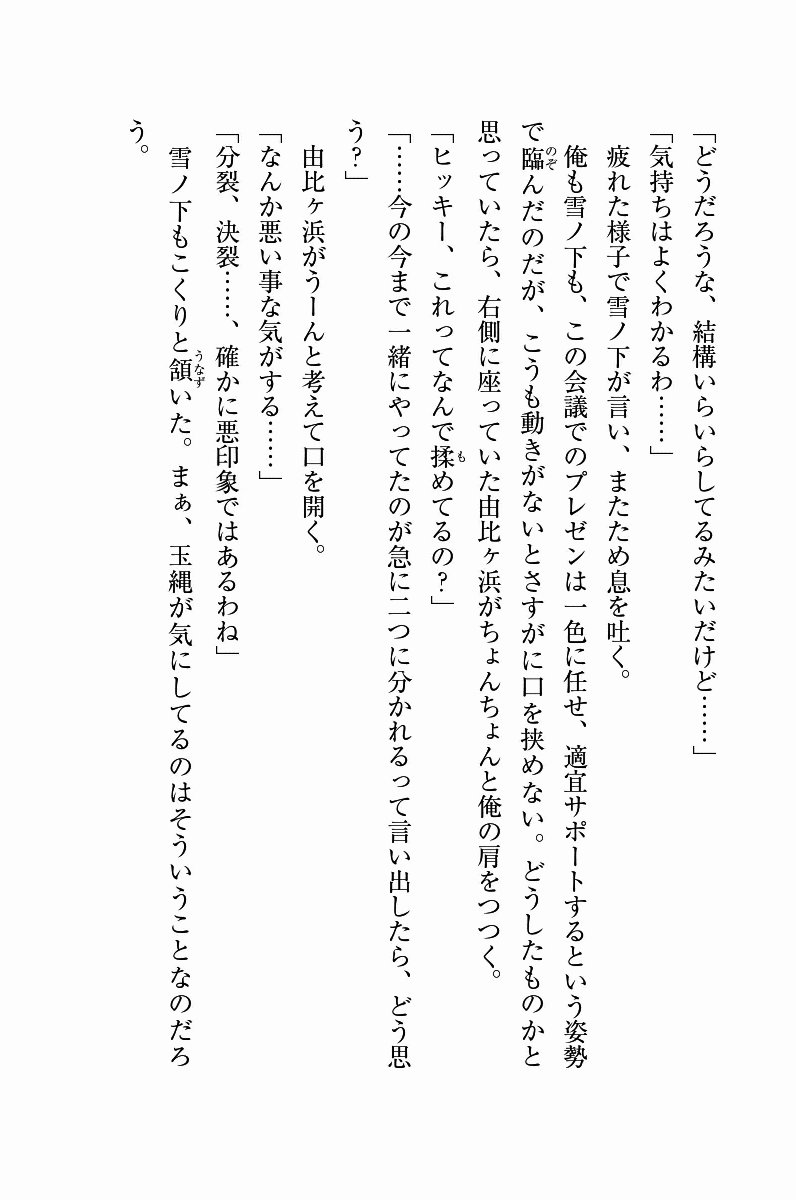 「どうだろうな、結構いらいらしてるみたいだけど……」
「気持ちはよくわかるわ……」
　疲れた様子で雪ノ下が言い、またため息を吐く。
　俺も雪ノ下も、この会議でのプレゼンは一色に任せ、適宜サポートするという姿勢
で臨んだのだが、こうも動きがないとさすがに口を挟めない。どうしたものかと
思っていたら、右側に座っていた由比ヶ浜がちょんちょんと俺の肩をつつく。
「ヒッキー、これってなんで揉めてるの？」
「……今の今まで一緒にやってたのが急に二つに分かれるって言い出したら、どう思
う？」
　由比ヶ浜がうーんと考えて口を開く。
「なんか悪い事な気がする……」
「分裂、決裂……、確かに悪印象ではあるわね」
　雪ノ下もこくりと頷いた。まぁ、玉縄が気にしてるのはそういうことなのだろ
う。